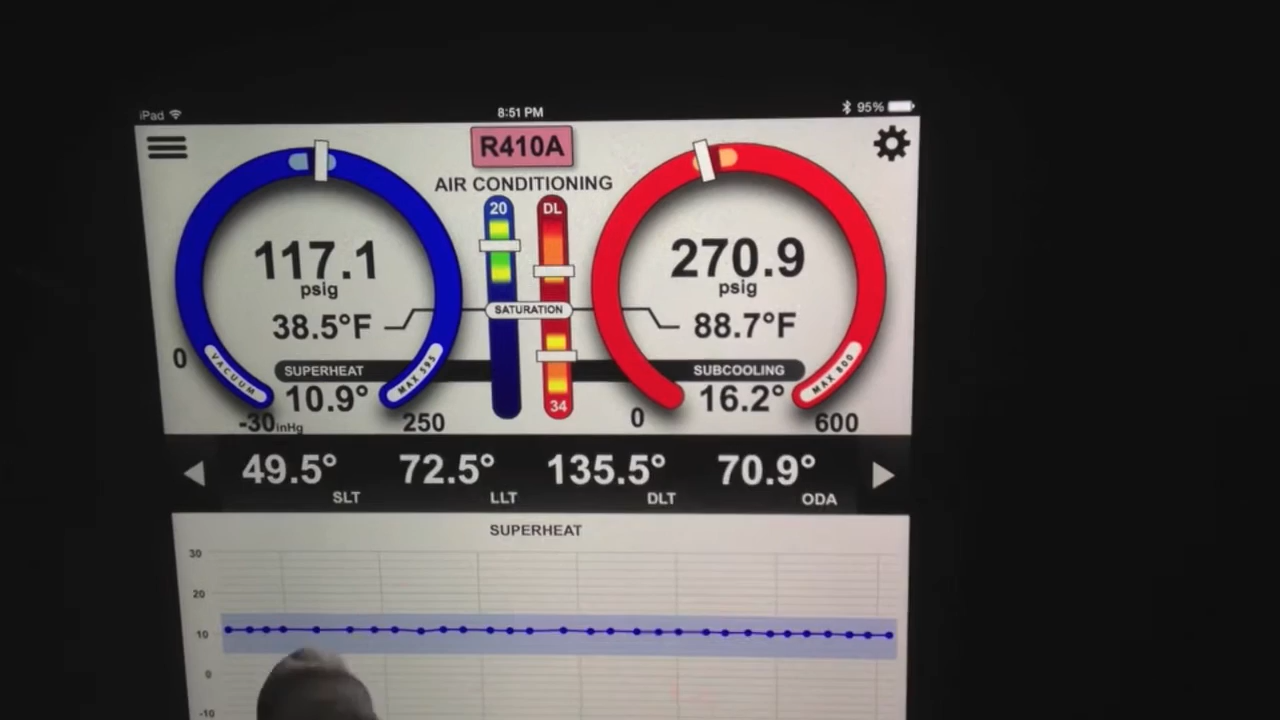 iPad
8:51 PM
95%
R410A
AIR CONDITIONING
20
DL
117.1
psig
38.5°F
270.9
psig
88.7°F
SATURATION
0
VACUUM
MAX 595
SUPERHEAT
10.9°
-30inHg
250
34
SUBCOOLING
16.2°
MAX 800
0
600
49.5°
SLT
72.5°
LLT
135.5°
DLT
70.9°
ODA
SUPERHEAT
30
20
10
0
-10